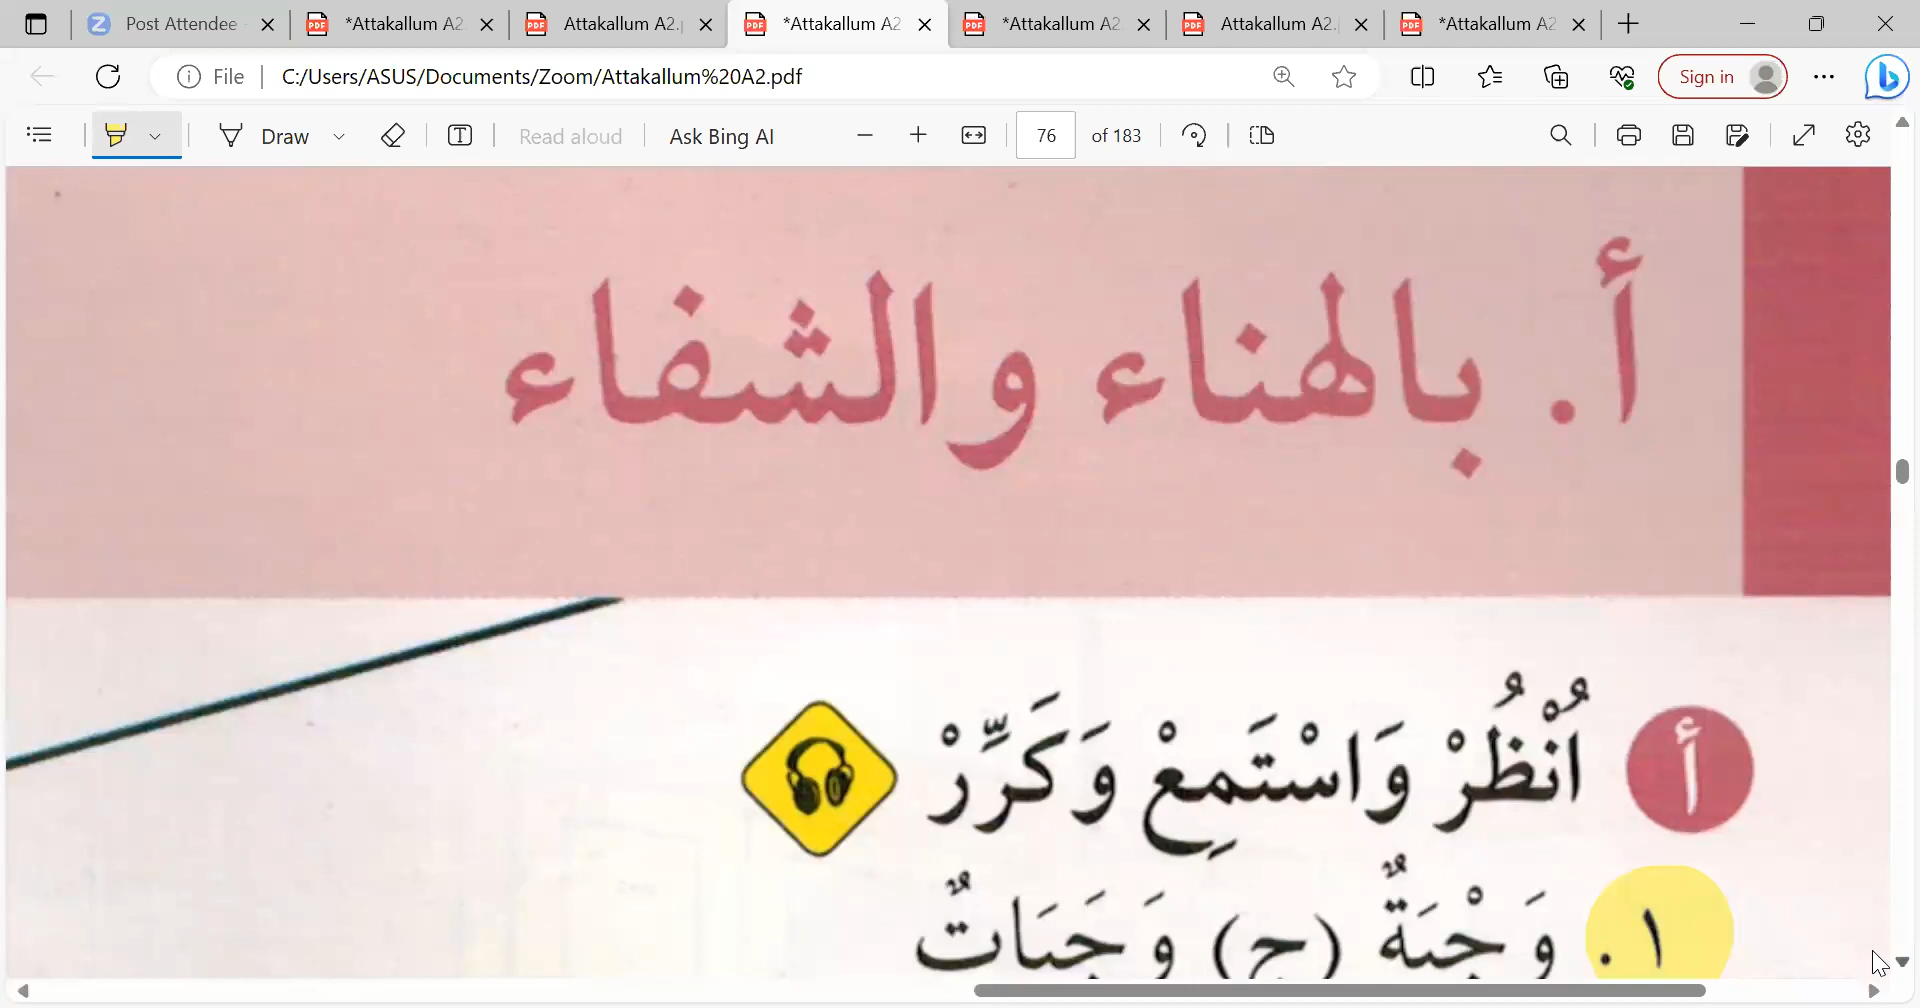 Post Attendee
*Attakallum A2
Attakallum A2.
*Attakallum A2
*Attakallum A2
Attakallum A2.
*Attakallum A2
File
C:/Users/ASUS/Documents/Zoom/Attakallum%20A2.pdf
Sign in
Draw
Read aloud
Ask Bing AI
76
of 183
أ. بالهناء والشفاء
أ
اُنْظُرْ وَاسْتَمِعْ وَكَرِّرْ
١. وَجْبَةٌ (ج) وَجَبَاتٌ